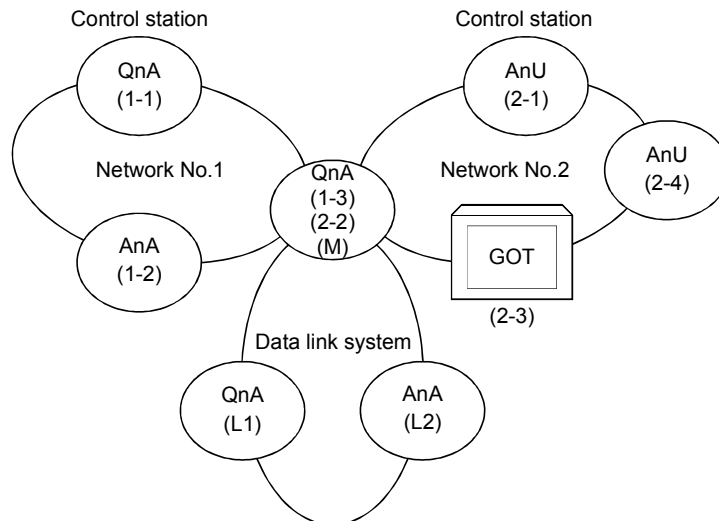 Control station
Control station
QnA
(1-1)
AnU
(2-1)
Network No.1
Network No.2
AnU
(2-4)
QnA
(1-3)
(2-2)
(M)
AnA
(1-2)
GOT
(2-3)
Data link system
QnA
(L1)
AnA
(L2)